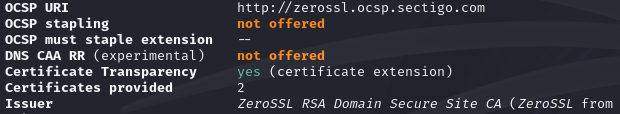 OCSP URI http://zerossl.ocsp.sectigo.com
OCSP stapling not offered
OCSP must staple extension --
DNS CAA RR (experimental) not offered
Certificate Transparency yes (certificate extension)
Certificates provided 2
Issuer ZeroSSL RSA Domain Secure Site CA (ZeroSSL from